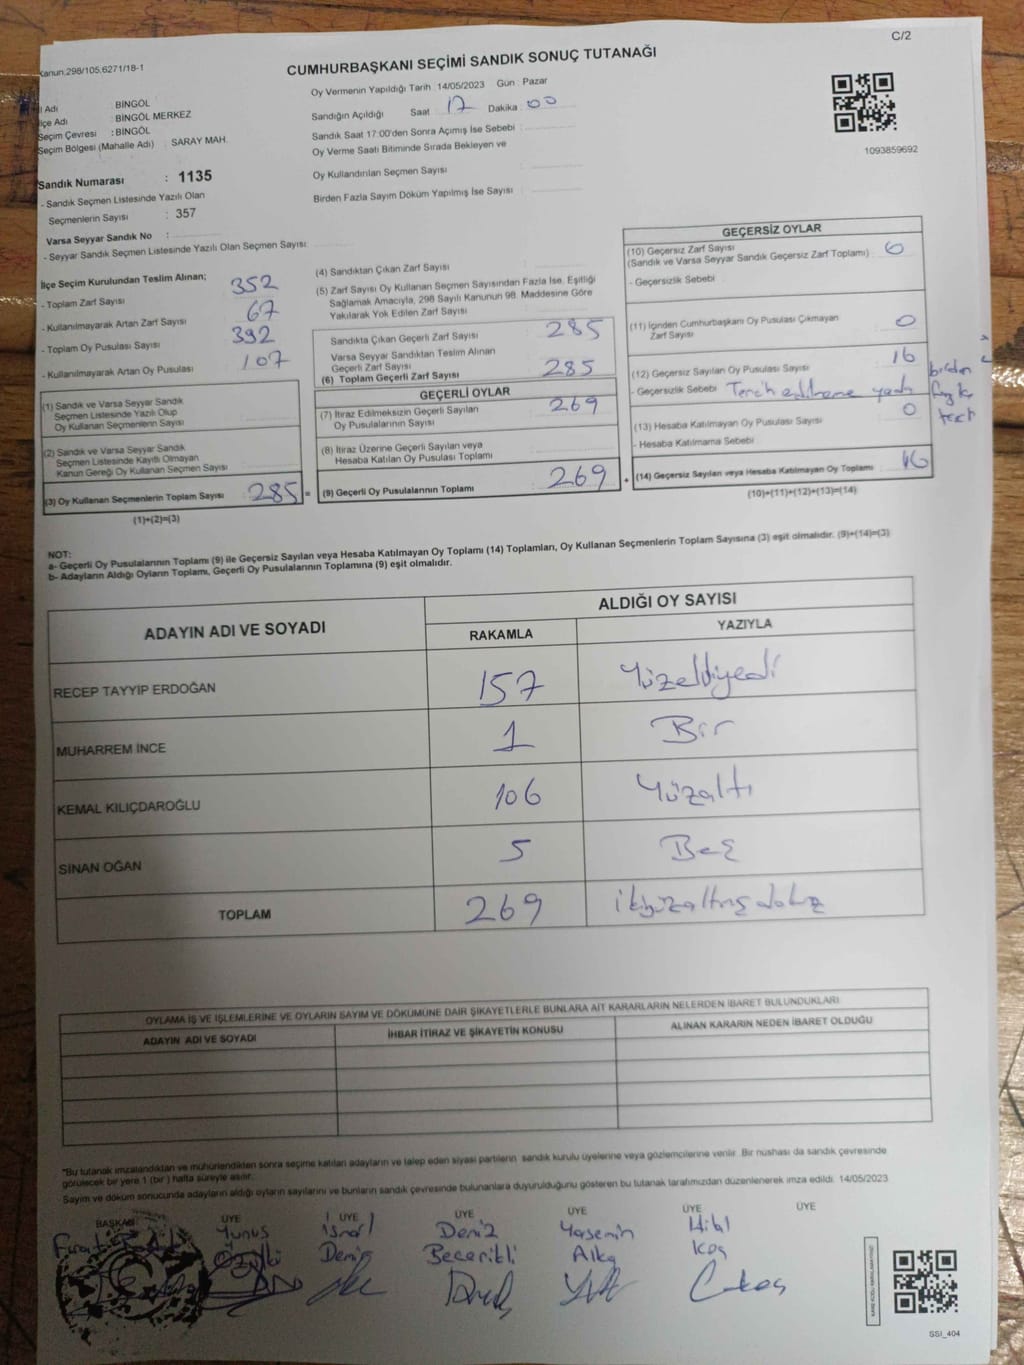 C/2
Kanun.298/105,6271/18-1
CUMHURBAŞKANI SEÇİMİ SANDIK SONUÇ TUTANAĞI
Oy Vermenin Yapıldığı Tarih : 14/05/2023 Gün : Pazar
İl Adı : BİNGÖL
İlçe Adı : BİNGÖL MERKEZ
Seçim Çevresi : BİNGÖL
Seçim Bölgesi (Mahalle Adı) : SARAY MAH.
Sandığın Açıldığı Saat 17 Dakika : 00
Sandık Saat 17:00'den Sonra Açımış İse Sebebi :
Oy Verme Saati Bitiminde Sırada Bekleyen ve
Oy Kullandırılan Seçmen Sayısı
Birden Fazla Sayım Döküm Yapılmış İse Sayısı :
1093859692
Sandık Numarası : 1135
- Sandık Seçmen Listesinde Yazılı Olan
Seçmenlerin Sayısı : 357
Varsa Seyyar Sandık No :
- Seyyar Sandık Seçmen Listesinde Yazılı Olan Seçmen Sayısı:
İlçe Seçim Kurulundan Teslim Alınan;
- Toplam Zarf Sayısı 352
- Kullanılmayarak Artan Zarf Sayısı 67
- Toplam Oy Pusulası Sayısı 392
- Kullanılmayarak Artan Oy Pusulası 107
(1) Sandık ve Varsa Seyyar Sandık
Seçmen Listesinde Yazılı Olup
Oy Kullanan Seçmenlerin Sayısı
(2) Sandık ve Varsa Seyyar Sandık
Seçmen Listesinde Kayıtlı Olmayan
Kanun Gereği Oy Kullanan Seçmen Sayısı
(3) Oy Kullanan Seçmenlerin Toplam Sayısı 285 =
(1)+(2)=(3)
(4) Sandıktan Çıkan Zarf Sayısı :
(5) Zarf Sayısı Oy Kullanan Seçmen Sayısından Fazla İse, Eşitliği
Sağlamak Amacıyla, 298 Sayılı Kanunun 98. Maddesine Göre
Yakılarak Yok Edilen Zarf Sayısı
Sandıkta Çıkan Geçerli Zarf Sayısı 285
Varsa Seyyar Sandıktan Teslim Alınan
Geçerli Zarf Sayısı
(6) Toplam Geçerli Zarf Sayısı 285
GEÇERLİ OYLAR
(7) İtiraz Edilmeksizin Geçerli Sayılan
Oy Pusulalarının Sayısı 269
(8) İtiraz Üzerine Geçerli Sayılan veya
Hesaba Katılan Oy Pusulası Toplamı
(9) Geçerli Oy Pusulalarının Toplamı 269 +
GEÇERSİZ OYLAR
(10) Geçersiz Zarf Sayısı
(Sandık ve Varsa Seyyar Sandık Geçersiz Zarf Toplamı) 0
- Geçersizlik Sebebi
(11) İçinden Cumhurbaşkanı Oy Pusulası Çıkmayan
Zarf Sayısı 0
(12) Geçersiz Sayılan Oy Pusulası Sayısı 16
- Geçersizlik Sebebi Tercih edilmeme yada birden fazla
(13) Hesaba Katılmayan Oy Pusulası Sayısı 0
- Hesaba Katılmama Sebebi
(14) Geçersiz Sayılan veya Hesaba Katılmayan Oy Toplamı 16
(10)+(11)+(12)+(13)=(14)
NOT:
a- Geçerli Oy Pusulalarının Toplamı (9) ile Geçersiz Sayılan veya Hesaba Katılmayan Oy Toplamı (14) Toplamları, Oy Kullanan Seçmenlerin Toplam Sayısına (3) eşit olmalıdır. (9)+(14)=(3)
b- Adayların Aldığı Oyların Toplamı, Geçerli Oy Pusulalarının Toplamına (9) eşit olmalıdır.
ADAYIN ADI VE SOYADI ALDIĞI OY SAYISI
RAKAMLA YAZIYLA
RECEP TAYYİP ERDOĞAN 157 Yüzelliyedi
MUHARREM İNCE 1 Bir
KEMAL KILIÇDAROĞLU 106 Yüzaltı
SİNAN OĞAN 5 Beş
TOPLAM 269 ikiyüzaltmışdokuz
OYLAMA İŞ VE İŞLEMLERİNE VE OYLARIN SAYIM VE DÖKÜMÜNE DAİR ŞİKAYETLERLE BUNLARA AİT KARARLARIN NELERDEN İBARET BULUNDUKLARI
ADAYIN ADI VE SOYADI İHBAR İTİRAZ VE ŞİKAYETİN KONUSU ALINAN KARARIN NEDEN İBARET OLDUĞU
*Bu tutanak imzalandıktan ve mühürlendikten sonra seçime katılan adayların ve talep eden siyasi partilerin sandık kurulu üyelerine veya gözlemcilerine verilir. Bir nüshası da sandık çevresinde
görülecek bir yere 1 (bir) hafta süreyle asılır.
- Sayım ve döküm sonucunda adayların aldığı oyların sayılarını ve bunların sandık çevresinde bulunanlara duyurulduğunu gösteren bu tutanak tarafımızdan düzenlenerek imza edildi. 14/05/2023
BAŞKAN ÜYE ÜYE ÜYE ÜYE ÜYE ÜYE
Yunus İsmail Deniz Yasemin Hilal
Deniz Becerikli Alka Koç
SSI_404